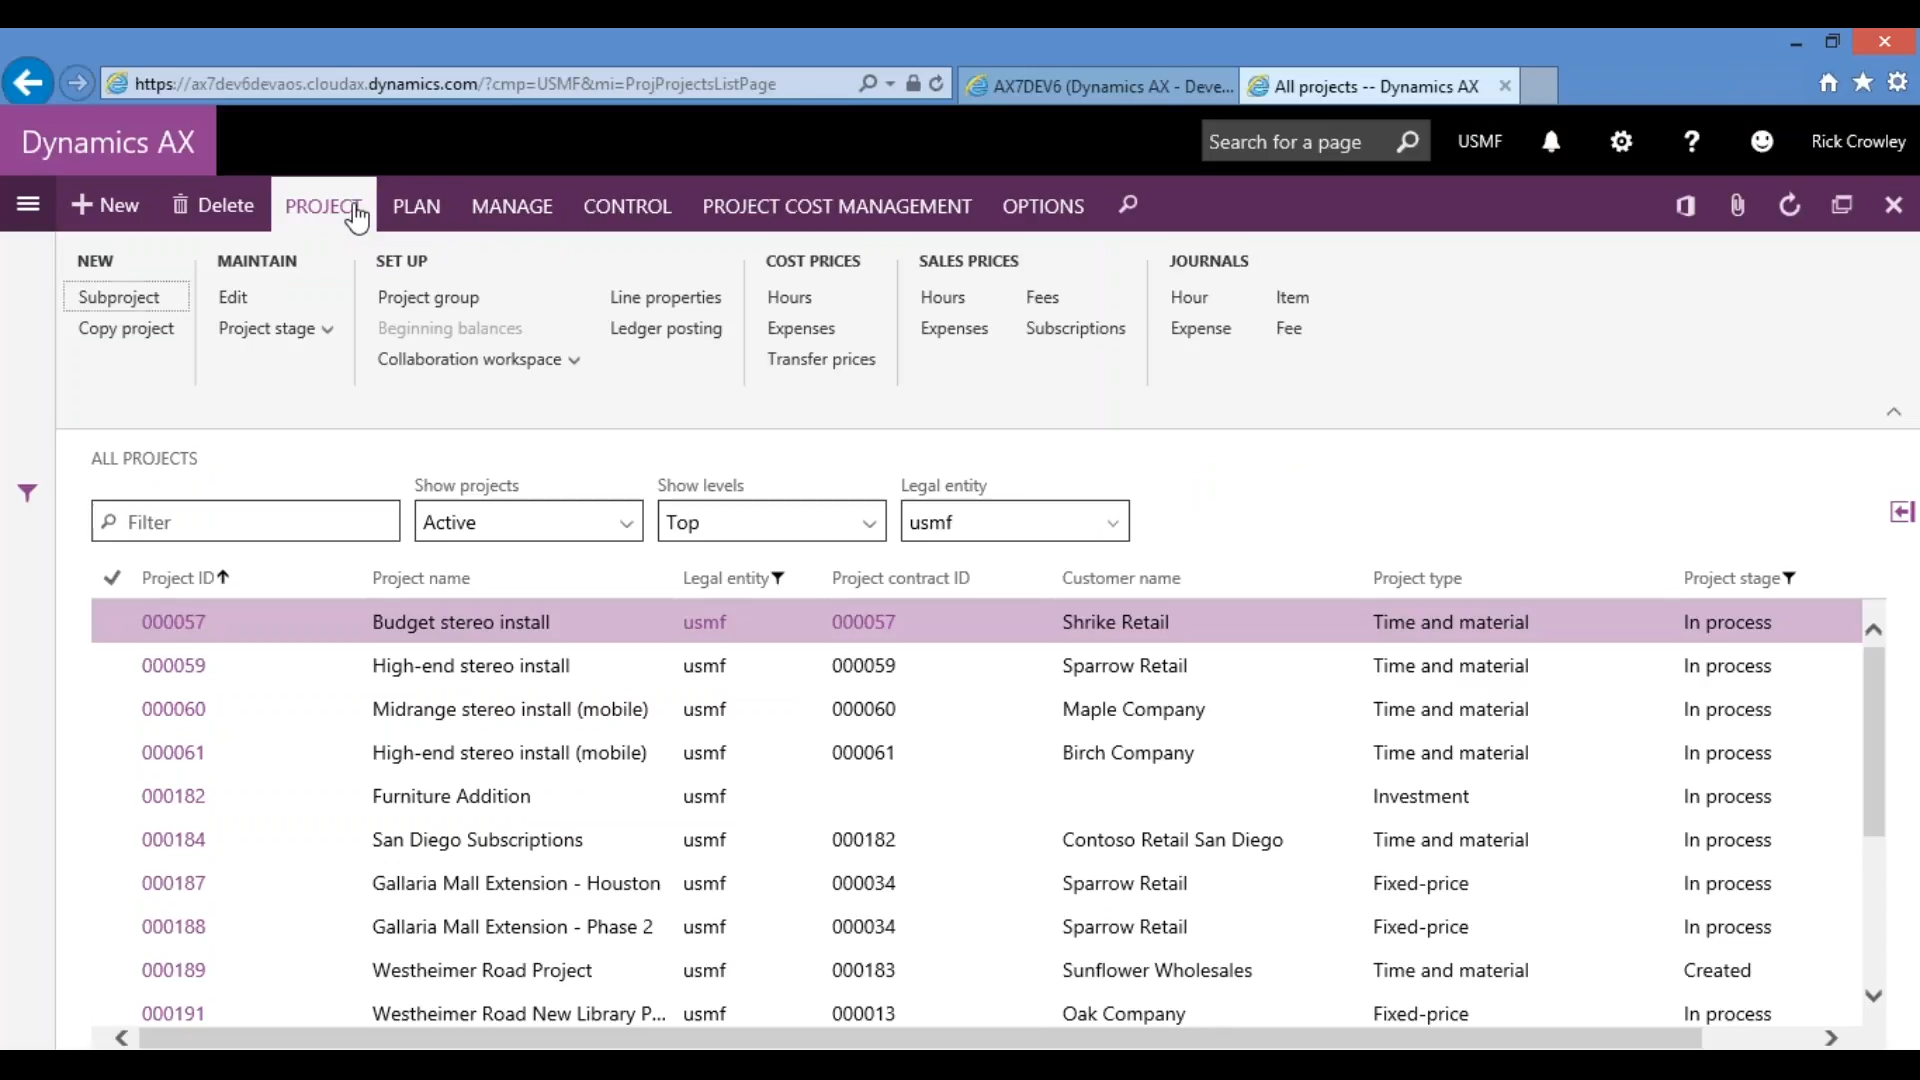 https://ax7dev6devaos.cloudax.dynamics.com/?cmp=USMF&mi=ProjProjectsListPage AX7DEV6 (Dynamics AX - Deve... All projects -- Dynamics AX
Dynamics AX Search for a page USMF Rick Crowley
New Delete PROJECT PLAN MANAGE CONTROL PROJECT COST MANAGEMENT OPTIONS
NEW MAINTAIN SET UP COST PRICES SALES PRICES JOURNALS
Subproject Edit Project group Line properties Hours Hours Fees Hour Item
Copy project Project stage Beginning balances Ledger posting Expenses Expenses Subscriptions Expense Fee
Collaboration workspace Transfer prices
ALL PROJECTS
Show projects Show levels Legal entity
Filter Active Top usmf
Project ID Project name Legal entity Project contract ID Customer name Project type Project stage
000057 Budget stereo install usmf 000057 Shrike Retail Time and material In process
000059 High-end stereo install usmf 000059 Sparrow Retail Time and material In process
000060 Midrange stereo install (mobile) usmf 000060 Maple Company Time and material In process
000061 High-end stereo install (mobile) usmf 000061 Birch Company Time and material In process
000182 Furniture Addition usmf Investment In process
000184 San Diego Subscriptions usmf 000182 Contoso Retail San Diego Time and material In process
000187 Gallaria Mall Extension - Houston usmf 000034 Sparrow Retail Fixed-price In process
000188 Gallaria Mall Extension - Phase 2 usmf 000034 Sparrow Retail Fixed-price In process
000189 Westheimer Road Project usmf 000183 Sunflower Wholesales Time and material Created
000191 Westheimer Road New Library P... usmf 000013 Oak Company Fixed-price In process